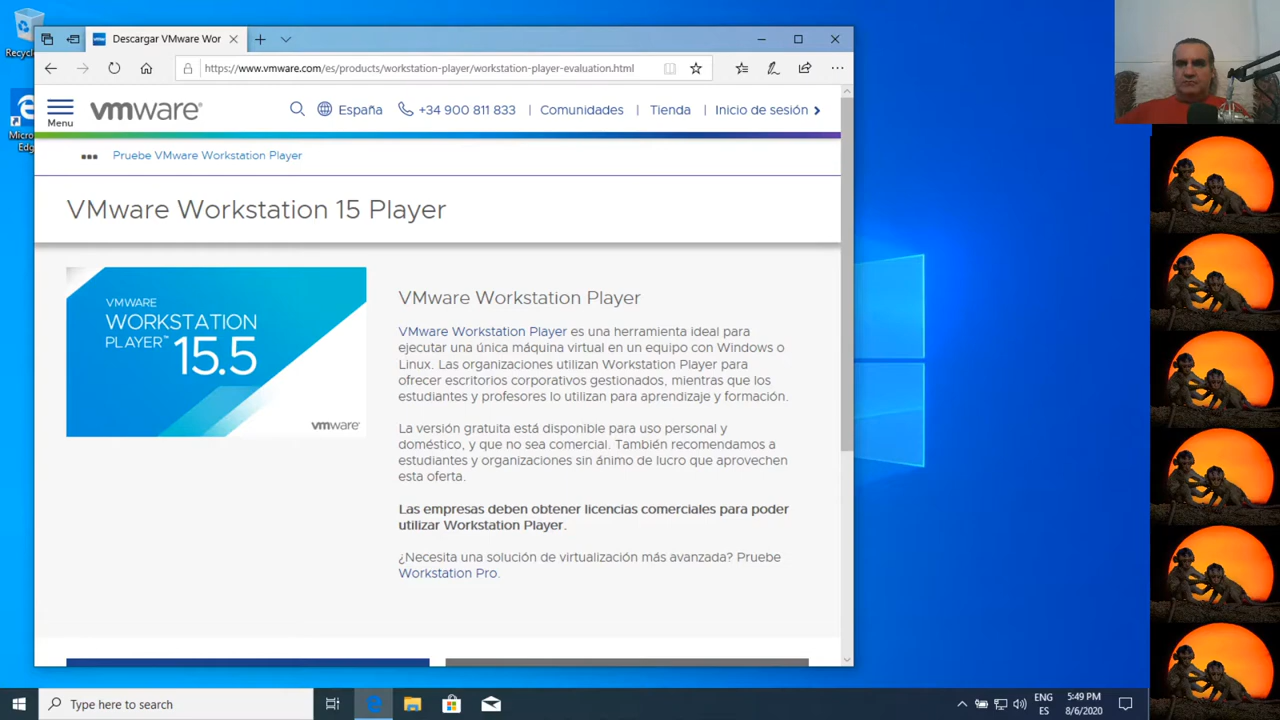 Recycle
Descargar VMware Wor
https://www.vmware.com/es/products/workstation-player/workstation-player-evaluation.html
Micro
Edg
Menu
vmware®
España
+34 900 811 833
Comunidades
Tienda
Inicio de sesión
Pruebe VMware Workstation Player
VMware Workstation 15 Player
VMWARE
WORKSTATION
PLAYER™ 15.5
vmware
VMware Workstation Player
VMware Workstation Player es una herramienta ideal para
ejecutar una única máquina virtual en un equipo con Windows o
Linux. Las organizaciones utilizan Workstation Player para
ofrecer escritorios corporativos gestionados, mientras que los
estudiantes y profesores lo utilizan para aprendizaje y formación.
La versión gratuita está disponible para uso personal y
doméstico, y que no sea comercial. También recomendamos a
estudiantes y organizaciones sin ánimo de lucro que aprovechen
esta oferta.
Las empresas deben obtener licencias comerciales para poder
utilizar Workstation Player.
¿Necesita una solución de virtualización más avanzada? Pruebe
Workstation Pro.
Type here to search
ENG
ES
5:49 PM
8/6/2020